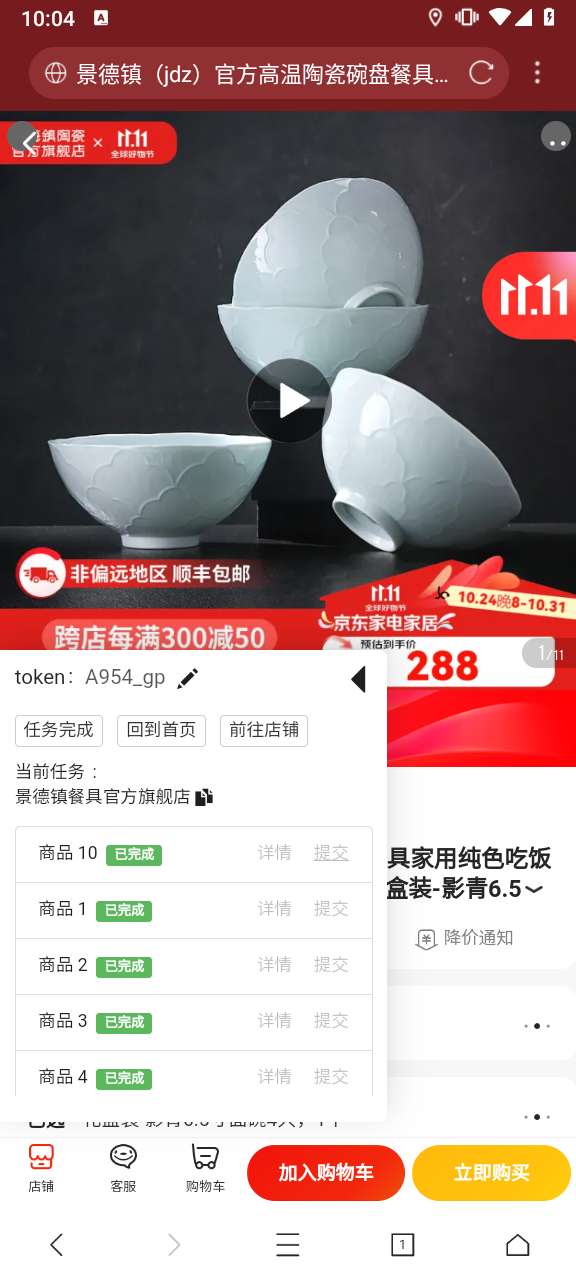 10:04
A
景德镇（jdz）官方高温陶瓷碗盘餐具...
镇陶瓷
旗舰店
×
11.11
全球好物节
11.11
非偏远地区 顺丰包邮
跨店每满300减50
11.11
全球好物节
京东家电家居
10.24晚8-10.31
预估到手价
288
1/11
token： A954_gp
任务完成
回到首页
前往店铺
当前任务：
景德镇餐具官方旗舰店
商品 10 已完成 详情 提交
商品 1 已完成 详情 提交
商品 2 已完成 详情 提交
商品 3 已完成 详情 提交
商品 4 已完成 详情 提交
具家用纯色吃饭
盒装-影青6.5
降价通知
店铺
客服
购物车
加入购物车
立即购买
1